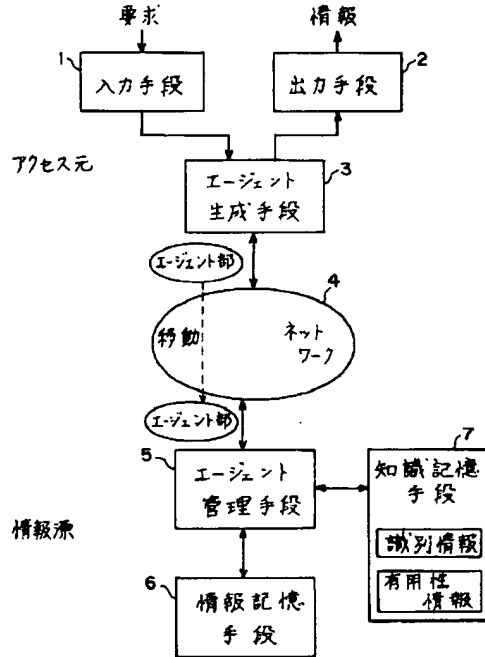 要求
情報
1
入力手段
2
出力手段
アクセス元
エージェント
生成手段
3
エージェント部
4
移動
ネット
ワーク
エージェント部
5
エージェント
管理手段
7
知識記憶
手段
識別情報
有用性
情報
情報源
6
情報記憶
手段